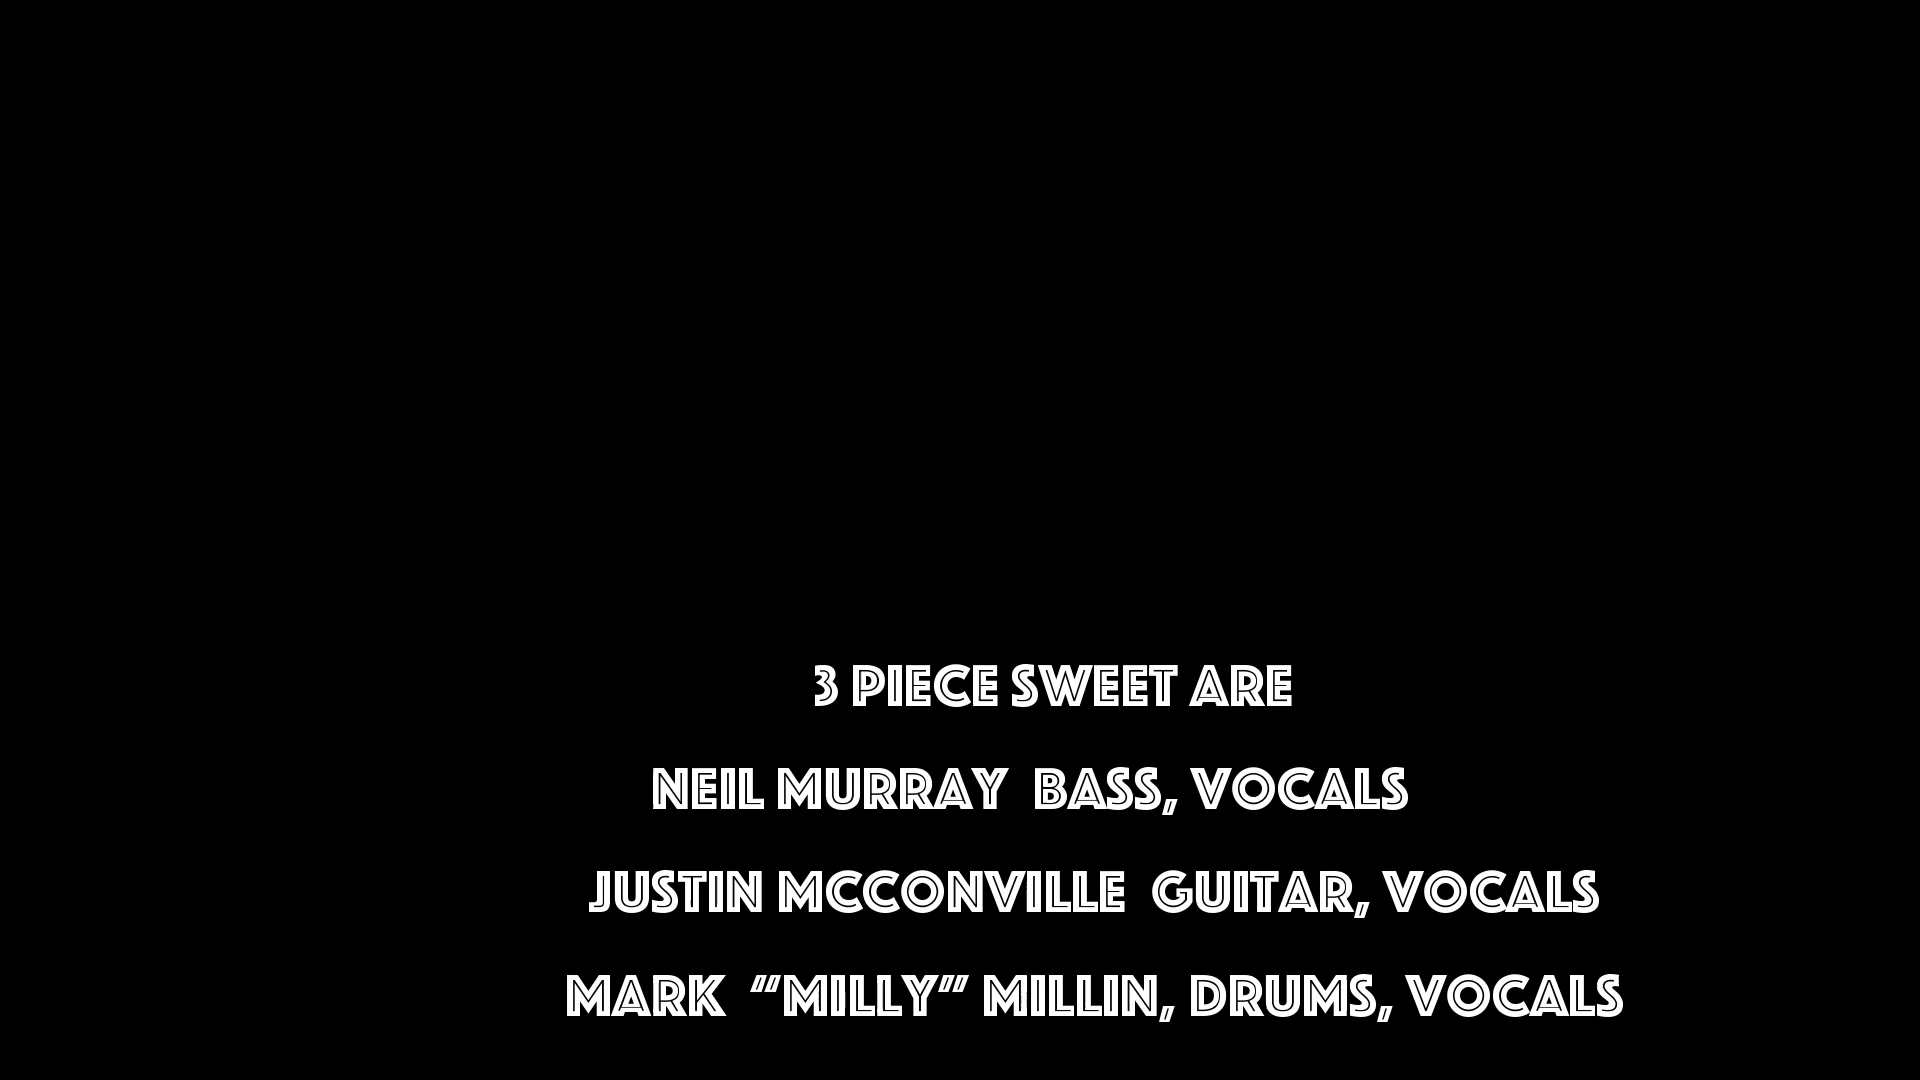 3 PIECE SWEET ARE
NEIL MURRAY BASS, VOCALS
JUSTIN MCCONVILLE GUITAR, VOCALS
MARK "MILLY" MILLIN, DRUMS, VOCALS